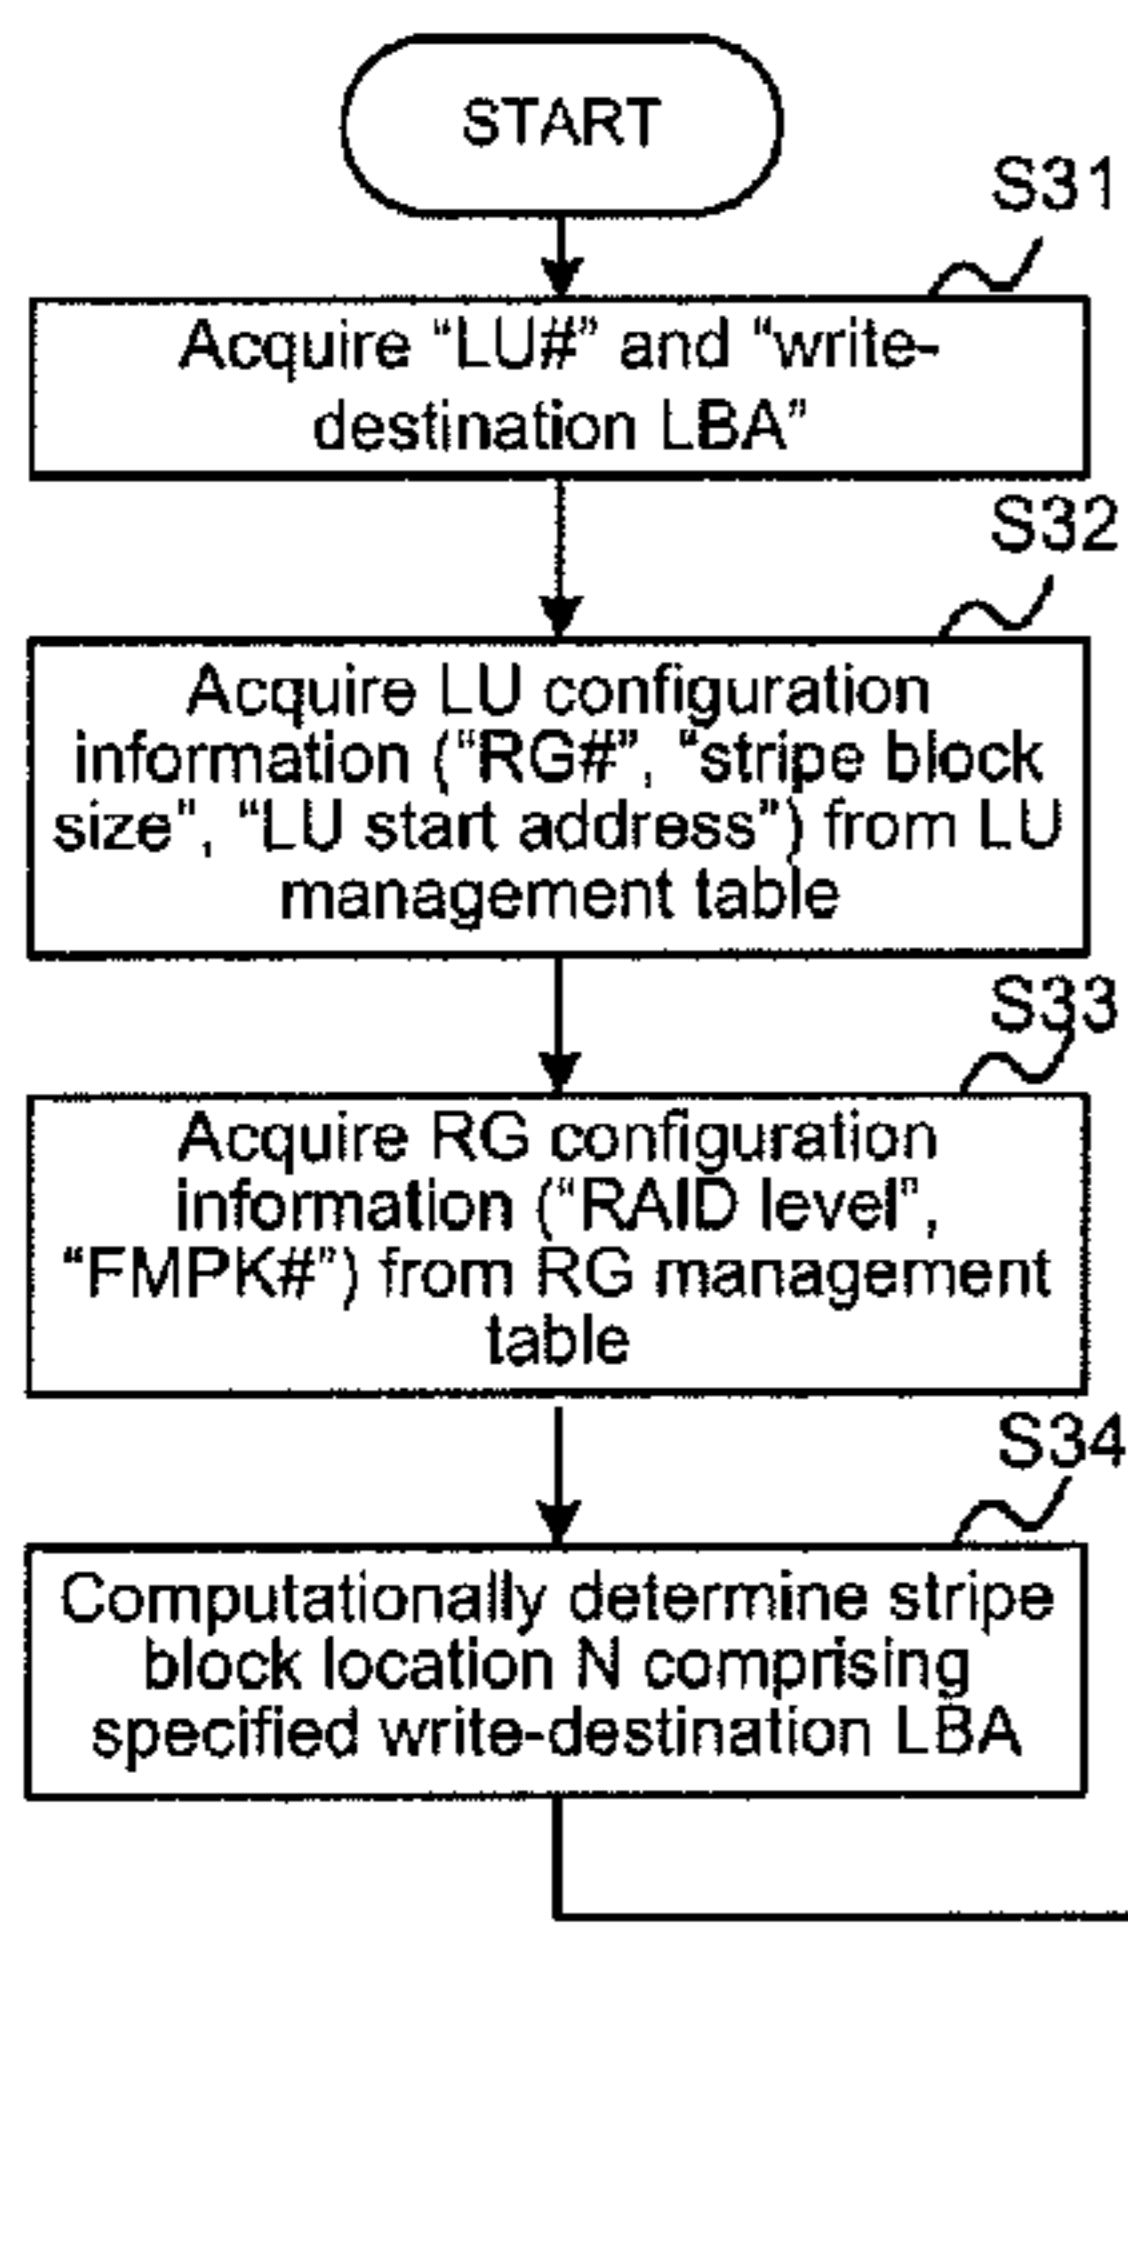 START
S31
Acquire “LU#” and “write-
destination LBA”
S32
Acquire LU configuration
information (“RG#”, “stripe block
size”, “LU start address”) from LU
management table
S33
Acquire RG configuration
information (“RAID level”,
“FMPK#”) from RG management
table
S34
Computationally determine stripe
block location N comprising
specified write-destination LBA